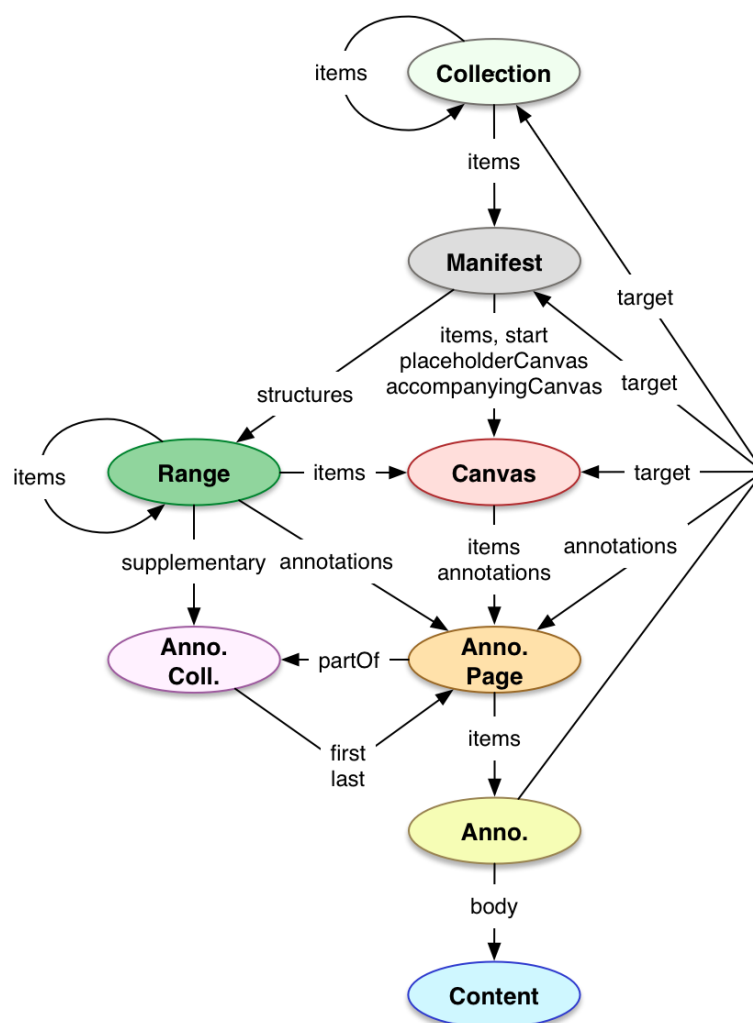 Collection
items
items
Manifest
target
items, start
placeholderCanvas
accompanyingCanvas
target
structures
Range
items
Canvas
target
items
supplementary
annotations
items
annotations
annotations
Anno.
Coll.
partOf
Anno.
Page
items
first
last
Anno.
body
Content